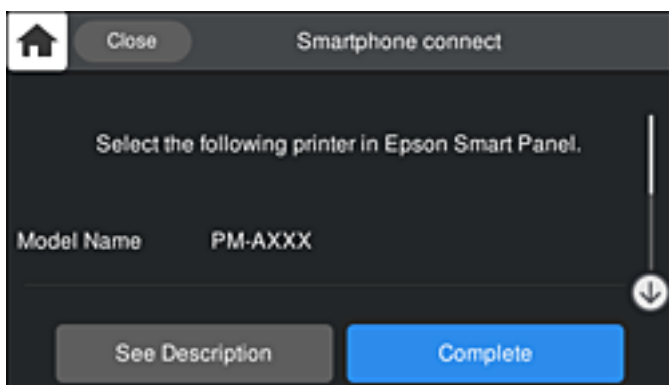 Close
Smartphone connect
Select the following printer in Epson Smart Panel.
Model Name PM-AXXX
See Description
Complete